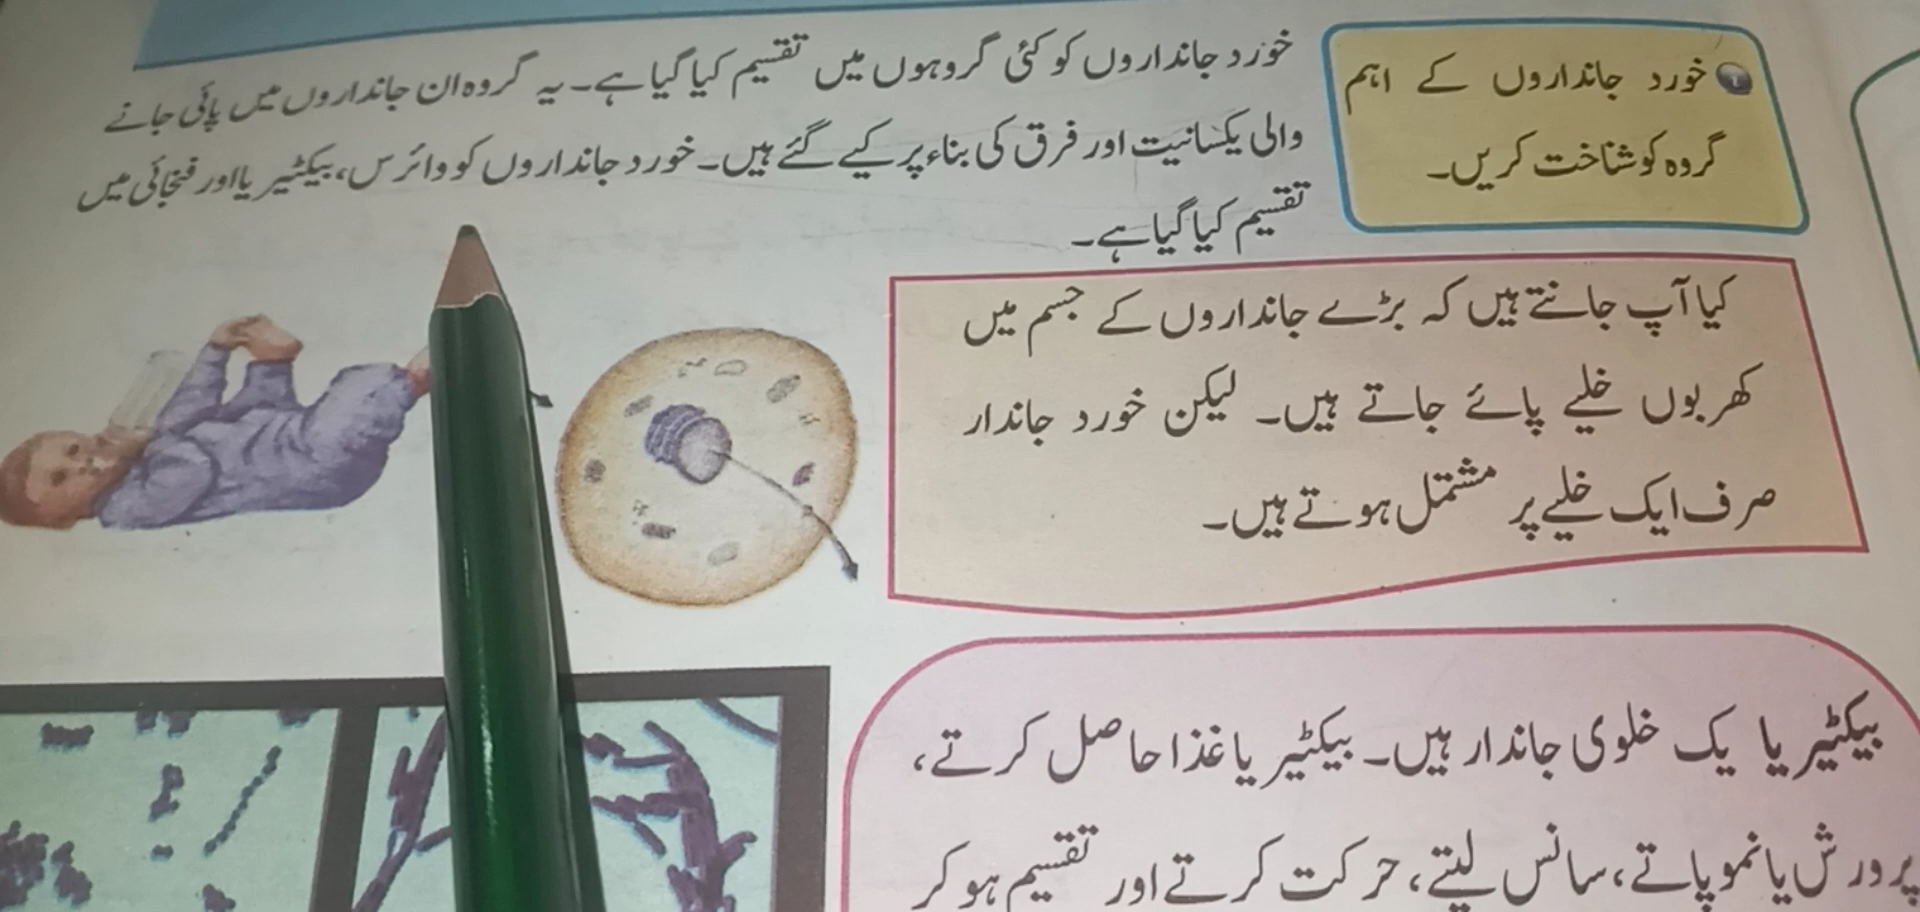 خورد جانداروں کے اہم
گروہ کو شناخت کریں۔
خورد جانداروں کو کئی گروہوں میں تقسیم کیا گیا ہے۔ یہ گروہ ان جانداروں میں پائی جانے
والی یکسانیت اور فرق کی بناء پر کیے گئے ہیں۔ خورد جانداروں کو وائرس، بیکٹیریا اور فنجائی میں
تقسیم کیا گیا ہے۔
کیا آپ جانتے ہیں کہ بڑے جانداروں کے جسم میں
کھربوں خلیے پائے جاتے ہیں۔ لیکن خورد جاندار
صرف ایک خلیے پر مشتمل ہوتے ہیں۔
بیکٹیریا یک خلوی جاندار ہیں۔ بیکٹیریا غذا حاصل کرتے،
پرورش یا نمو پاتے، سانس لیتے، حرکت کرتے اور تقسیم ہو کر